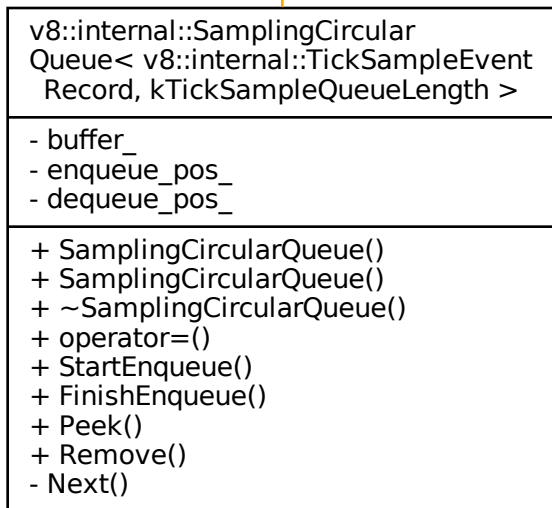 v8::internal::SamplingCircular
Queue< v8::internal::TickSampleEvent
Record, kTickSampleQueueLength >
- buffer_
- enqueue_pos_
- dequeue_pos_
+ SamplingCircularQueue()
+ SamplingCircularQueue()
+ ~SamplingCircularQueue()
+ operator=()
+ StartEnqueue()
+ FinishEnqueue()
+ Peek()
+ Remove()
- Next()